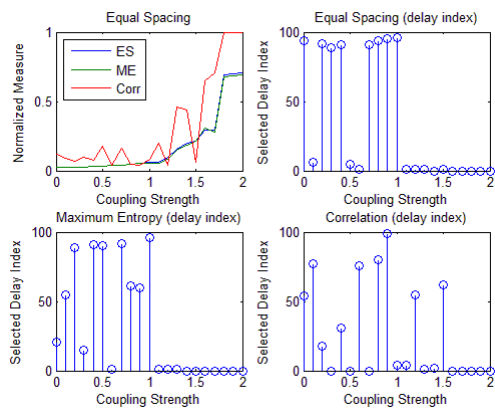 Equal Spacing
Normalized Measure
1
0.5
0
ES
ME
Corr
0 0.5 1 1.5 2
Coupling Strength
Equal Spacing (delay index)
Selected Delay Index
100
50
0
0 0.5 1 1.5 2
Coupling Strength
Maximum Entropy (delay index)
Selected Delay Index
100
50
0
0 0.5 1 1.5 2
Coupling Strength
Correlation (delay index)
Selected Delay Index
100
50
0
0 0.5 1 1.5 2
Coupling Strength